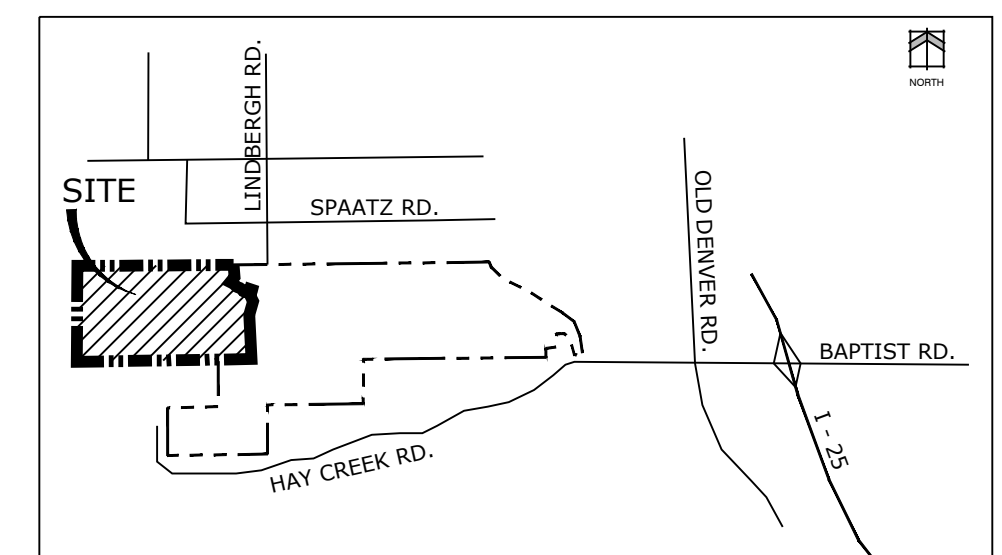 NORTH
LINDBERGH RD.
SITE
SPAATZ RD.
OLD DENVER RD.
BAPTIST RD.
I - 25
HAY CREEK RD.